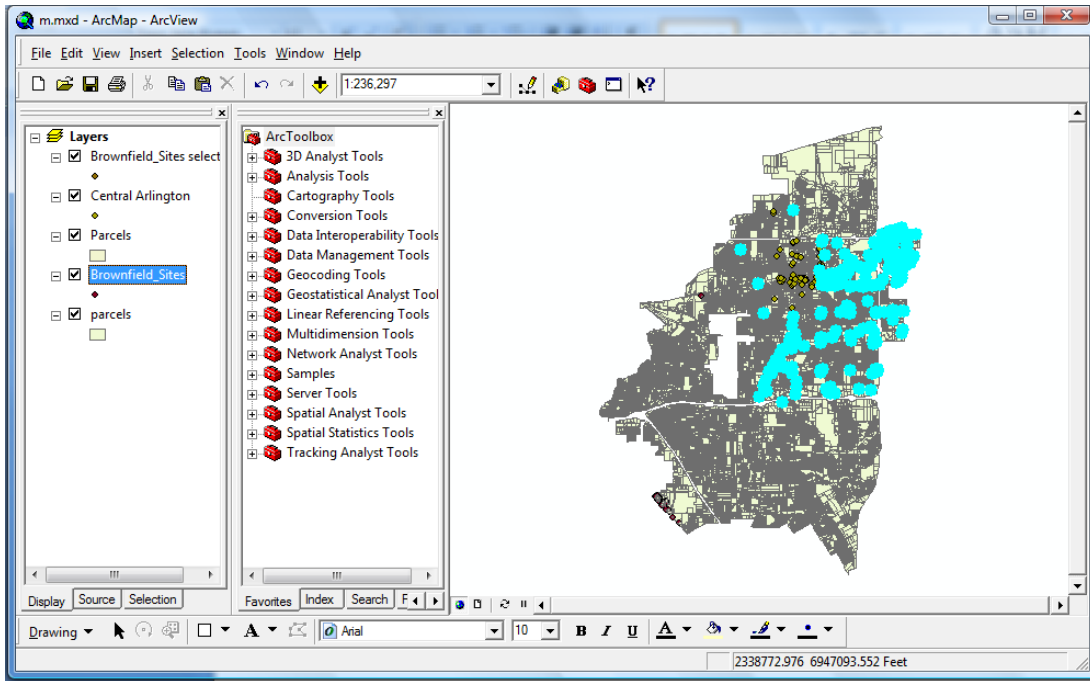 m.mxd - ArcMap - ArcView
File Edit View Insert Selection Tools Window Help
1:236,297
Layers
Brownfield_Sites select
Central Arlington
Parcels
Brownfield_Sites
parcels
Display Source Selection
ArcToolbox
3D Analyst Tools
Analysis Tools
Cartography Tools
Conversion Tools
Data Interoperability Tools
Data Management Tools
Geocoding Tools
Geostatistical Analyst Tool
Linear Referencing Tools
Multidimension Tools
Network Analyst Tools
Samples
Server Tools
Spatial Analyst Tools
Spatial Statistics Tools
Tracking Analyst Tools
Favorites Index Search F
Drawing A Arial 10 B I U A
2338772.976 6947093.552 Feet